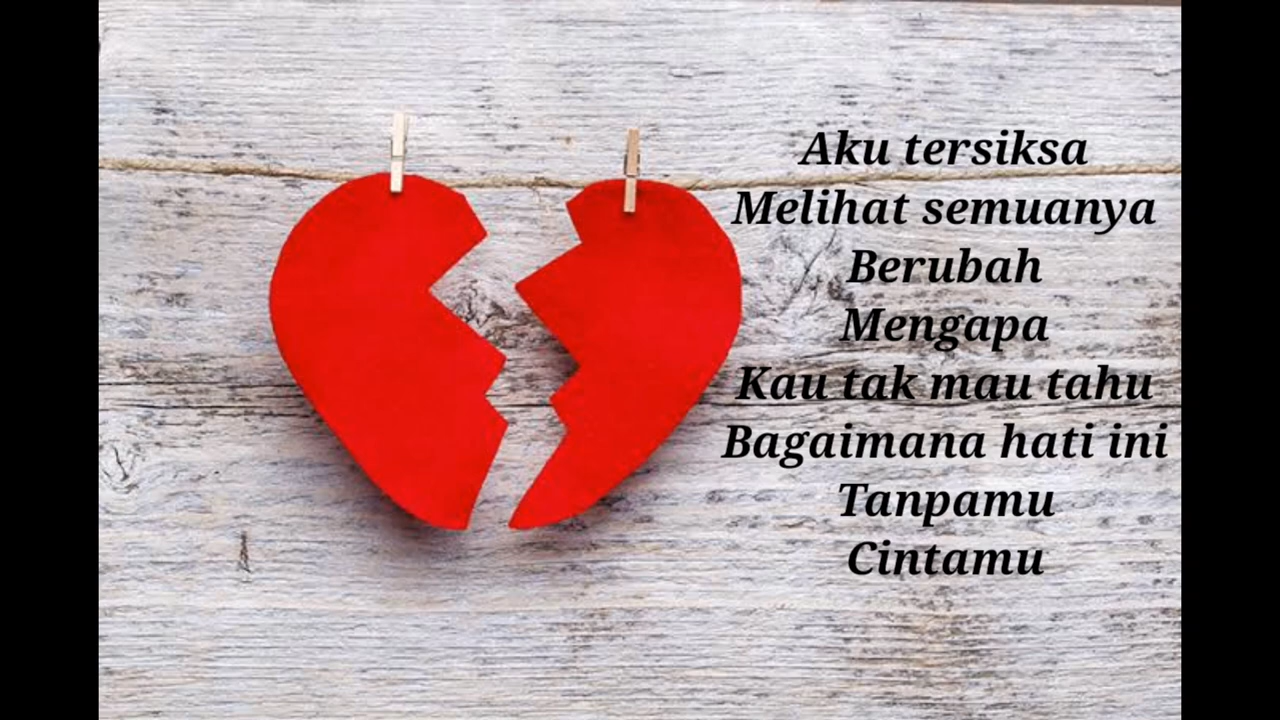 Aku tersiksa
Melihat semuanya
Berubah
Mengapa
Kau tak mau tahu
Bagaimana hati ini
Tanpamu
Cintamu